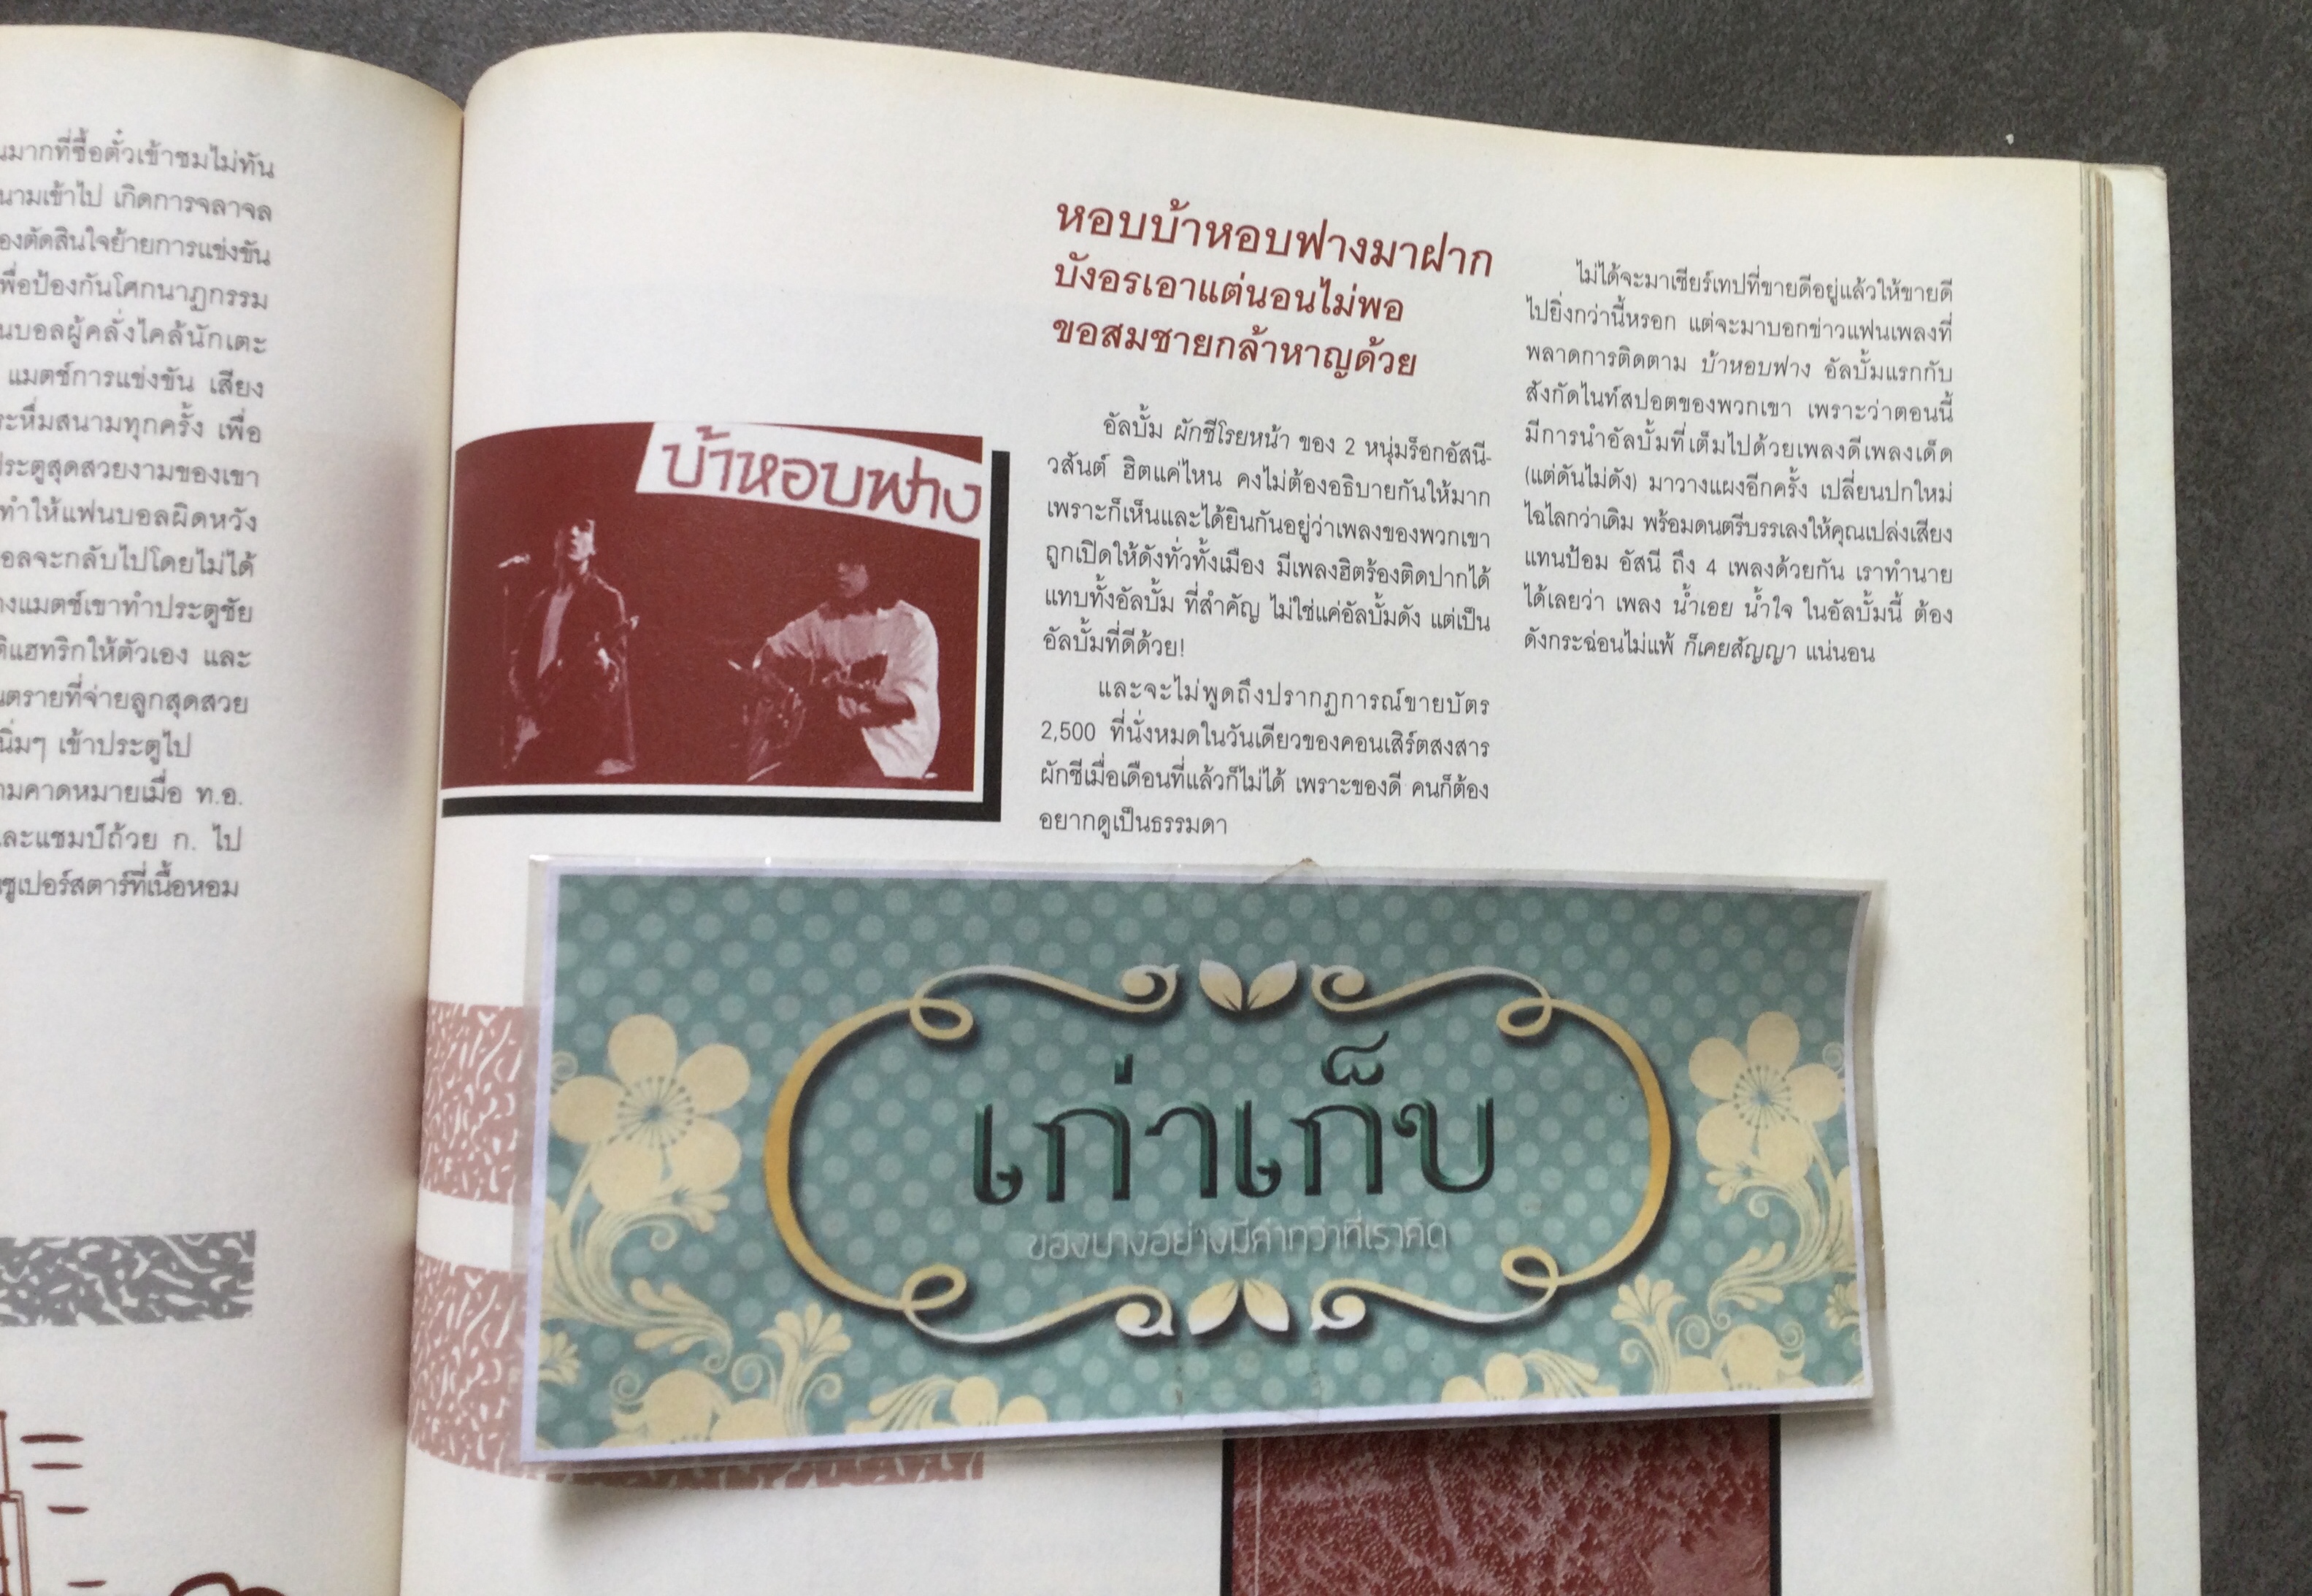 นมากที่ซื้อตั๋วเข้าชมไม่ทัน
นามเข้าไป เกิดการจลาจล
องตัดสินใจย้ายการแข่งขัน
พื่อป้องกันโศกนาฏกรรม
นบอลผู้คลั่งไคล้นักเตะ
แมตช์การแข่งขัน เสียง
ระหึ่มสนามทุกครั้ง เพื่อ
ประตูสุดสวยงามของเขา
ทำให้แฟนบอลผิดหวัง
อลจะกลับไปโดยไม่ได้
างแมตช์เขาทำประตูชัย
ติแฮทริกให้ตัวเอง และ
นตรายที่จ่ายลูกสุดสวย
นิ่มๆ เข้าประตูไป
ามคาดหมายเมื่อ ท.อ.
ละแชมป์ถ้วย ก. ไป
ซูเปอร์สตาร์ที่เนื้อหอม
บ้าหอบฟาง
หอบบ้าหอบฟางมาฝาก
บังอรเอาแต่นอนไม่พอ
ขอสมชายกล้าหาญด้วย
อัลบั้ม ผักชีโรยหน้า ของ 2 หนุ่มร็อกอัสนี-
วสันต์ ฮิตแค่ไหน คงไม่ต้องอธิบายกันให้มาก
เพราะก็เห็นและได้ยินกันอยู่ว่าเพลงของพวกเขา
ถูกเปิดให้ดังทั่วทั้งเมือง มีเพลงฮิตร้องติดปากได้
แทบทั้งอัลบั้ม ที่สำคัญ ไม่ใช่แค่อัลบั้มดัง แต่เป็น
อัลบั้มที่ดีด้วย!
และจะไม่พูดถึงปรากฏการณ์ขายบัตร
2,500 ที่นั่งหมดในวันเดียวของคอนเสิร์ตสงสาร
ผักชีเมื่อเดือนที่แล้วก็ไม่ได้ เพราะของดี คนก็ต้อง
อยากดูเป็นธรรมดา
ไม่ได้จะมาเชียร์เทปที่ขายดีอยู่แล้วให้ขายดี
ไปยิ่งกว่านี้หรอก แต่จะมาบอกข่าวแฟนเพลงที่
พลาดการติดตาม บ้าหอบฟาง อัลบั้มแรกกับ
สังกัดไนท์สปอตของพวกเขา เพราะว่าตอนนี้
มีการนำอัลบั้มที่เต็มไปด้วยเพลงดีเพลงเด็ด
(แต่ดันไม่ดัง) มาวางแผงอีกครั้ง เปลี่ยนปกใหม่
ไฉไลกว่าเดิม พร้อมดนตรีบรรเลงให้คุณเปล่งเสียง
แทนป้อม อัสนี ถึง 4 เพลงด้วยกัน เราทำนาย
ได้เลยว่า เพลง น้ำเอย น้ำใจ ในอัลบั้มนี้ ต้อง
ดังกระฉ่อนไม่แพ้ ก็เคยสัญญา แน่นอน
เก่าเก็บ
ของบางอย่างมีค่ากว่าที่เราคิด